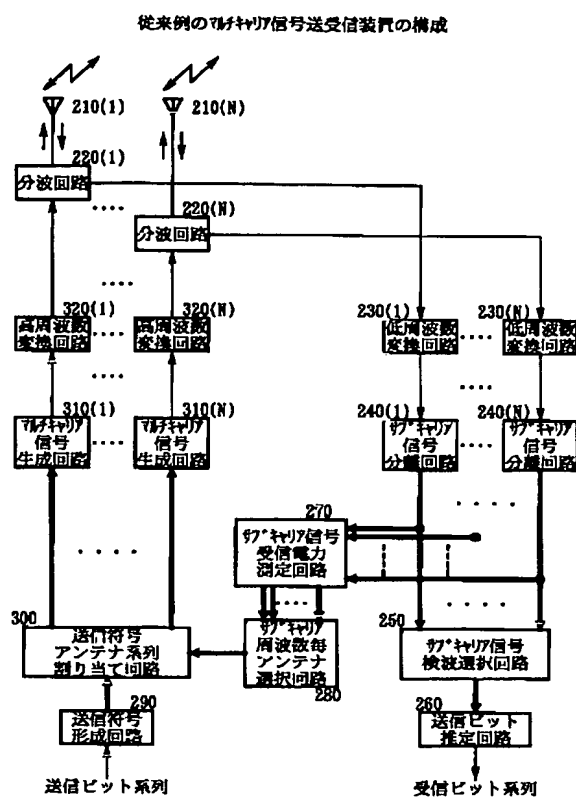 従来例のﾏﾙﾁｷｬﾘｱ信号送受信装置の構成
210(1)
210(N)
220(1)
分波回路
220(N)
分波回路
320(1)
320(N)
230(1)
230(N)
高周波数
変換回路
高周波数
変換回路
低周波数
変換回路
低周波数
変換回路
310(1)
310(N)
240(1)
240(N)
ﾏﾙﾁｷｬﾘｱ
信号
生成回路
ﾏﾙﾁｷｬﾘｱ
信号
生成回路
ｻﾌﾞｷｬﾘｱ
信号
分離回路
ｻﾌﾞｷｬﾘｱ
信号
分離回路
270
ｻﾌﾞｷｬﾘｱ信号
受信電力
測定回路
300
送信符号
アンテナ系列
割り当て回路
ｻﾌﾞｷｬﾘｱ
周波数毎
アンテナ
選択回路
280
250
ｻﾌﾞｷｬﾘｱ信号
検波選択回路
290
送信符号
形成回路
260
送信ビット
推定回路
送信ビット系列
受信ビット系列